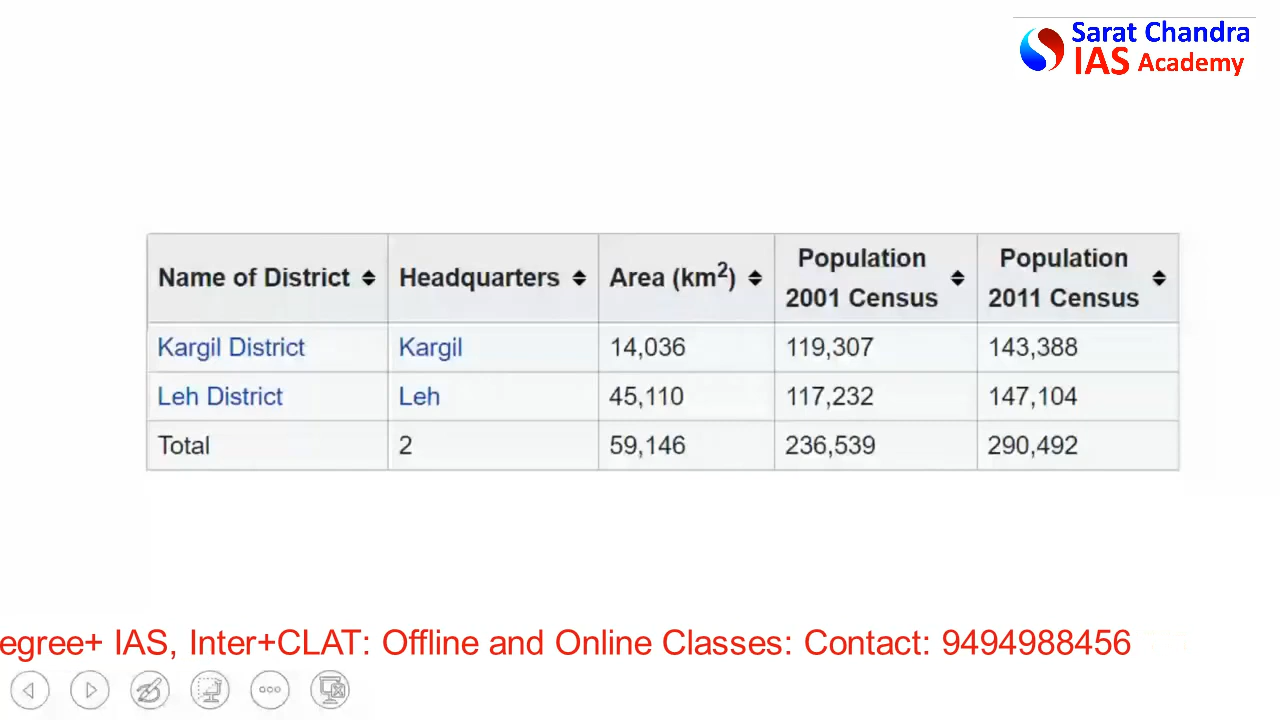 Sarat Chandra
IAS Academy
Name of District Headquarters Area (km²) Population 2001 Census Population 2011 Census
Kargil District Kargil 14,036 119,307 143,388
Leh District Leh 45,110 117,232 147,104
Total 2 59,146 236,539 290,492
egree+ IAS, Inter+CLAT: Offline and Online Classes: Contact: 9494988456